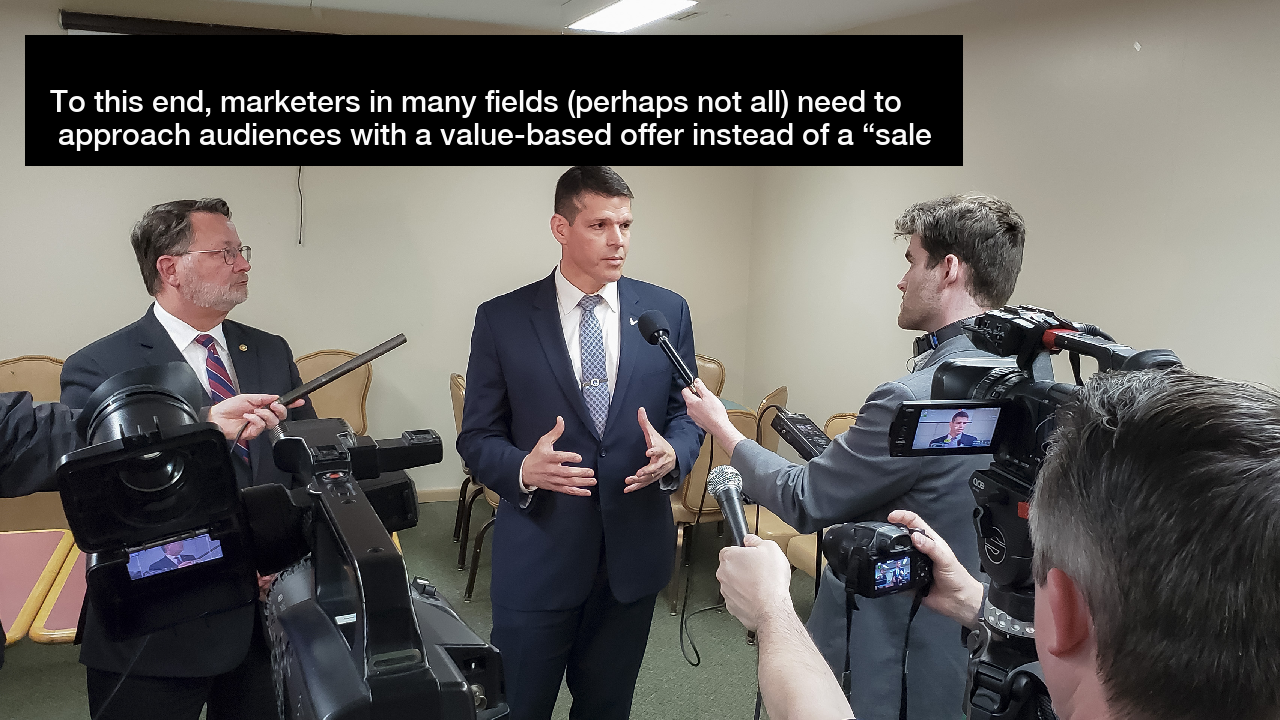 To this end, marketers in many fields (perhaps not all) need to
approach audiences with a value-based offer instead of a “sale